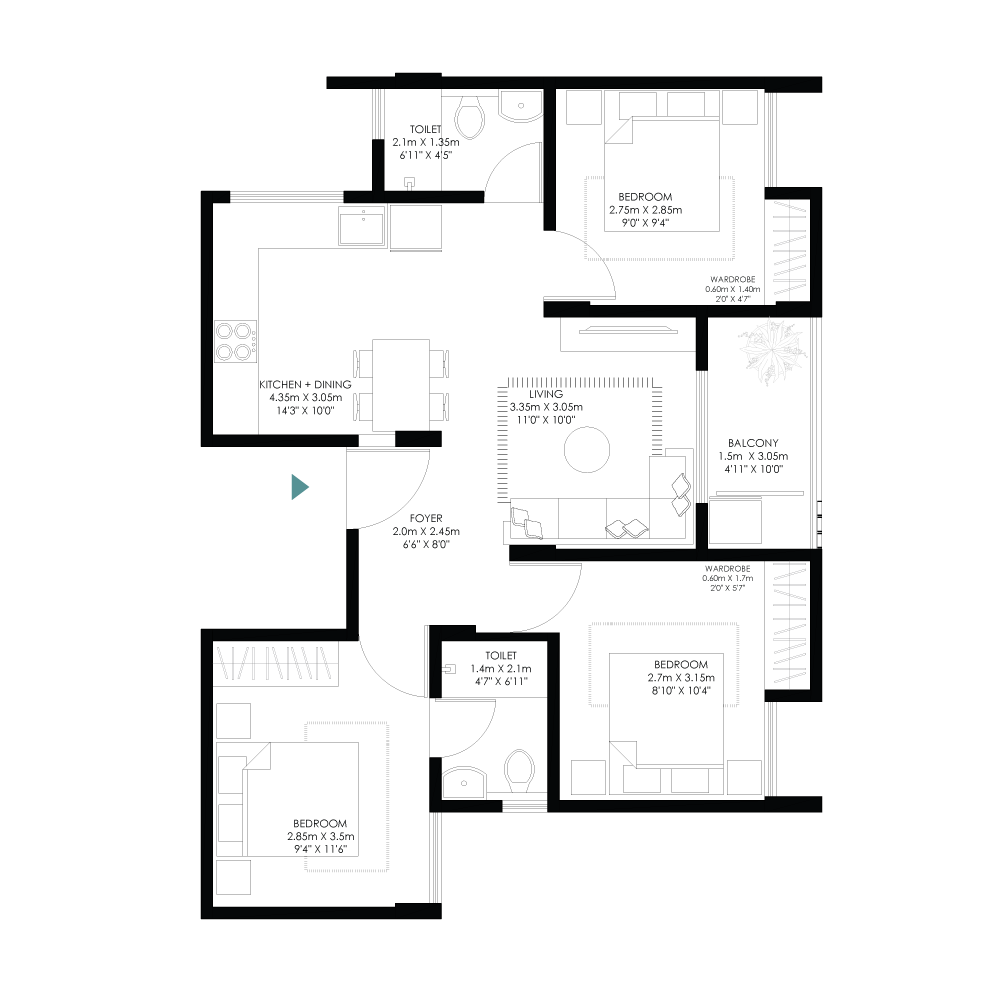 TOILET
2.1m X 1.35m
6'11" X 4'5"
BEDROOM
2.75m X 2.85m
9'0" X 9'4"
WARDROBE
0.60m X 1.40m
2'0" X 4'7"
KITCHEN + DINING
4.35m X 3.05m
14'3" X 10'0"
LIVING
3.35m X 3.05m
11'0" X 10'0"
BALCONY
1.5m X 3.05m
4'11" X 10'0"
FOYER
2.0m X 2.45m
6'6" X 8'0"
WARDROBE
0.60m X 1.7m
2'0" X 5'7"
TOILET
1.4m X 2.1m
4'7" X 6'11"
BEDROOM
2.7m X 3.15m
8'10" X 10'4"
BEDROOM
2.85m X 3.5m
9'4" X 11'6"